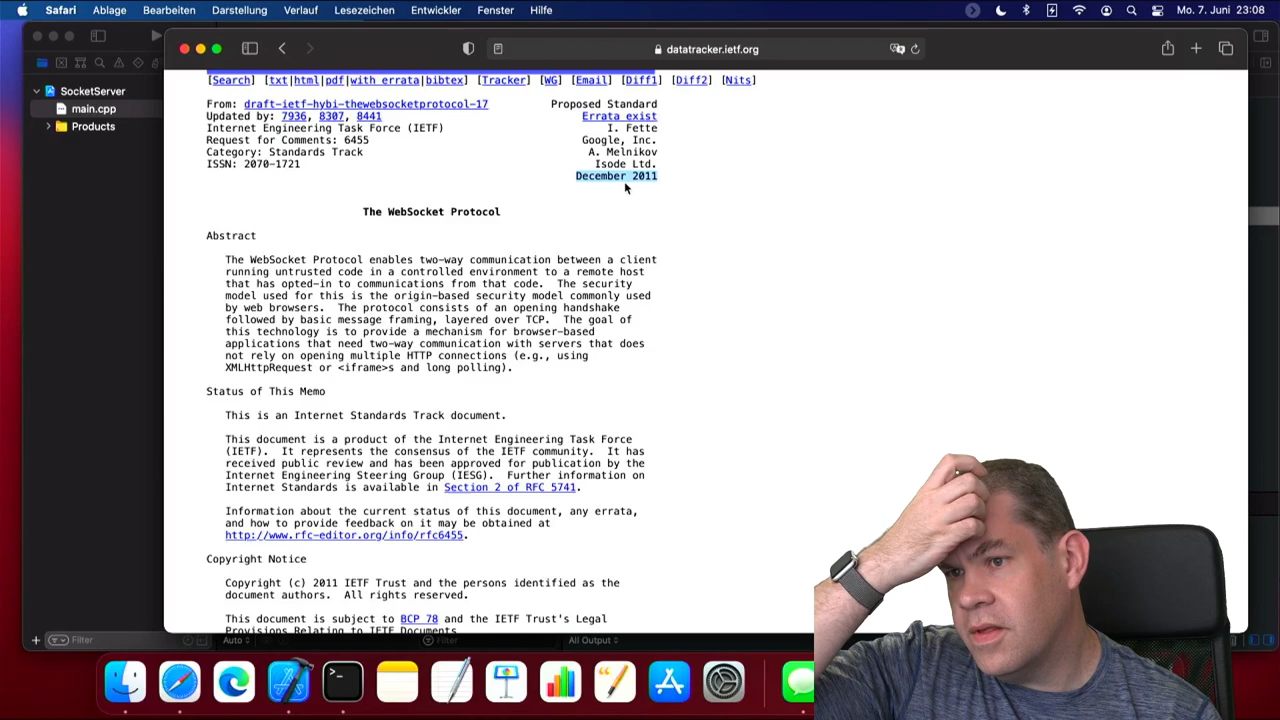 Safari Ablage Bearbeiten Darstellung Verlauf Lesezeichen Entwickler Fenster Hilfe Mo. 7. Juni 23:08
datatracker.ietf.org
SocketServer
main.cpp
Products
[Search] [txt|html|pdf|with errata|bibtex] [Tracker] [WG] [Email] [Diff1] [Diff2] [Nits]
From: draft-ietf-hybi-thewebsocketprotocol-17 Proposed Standard
Updated by: 7936, 8307, 8441 Errata exist
Internet Engineering Task Force (IETF) I. Fette
Request for Comments: 6455 Google, Inc.
Category: Standards Track A. Melnikov
ISSN: 2070-1721 Isode Ltd.
December 2011
The WebSocket Protocol
Abstract
The WebSocket Protocol enables two-way communication between a client
running untrusted code in a controlled environment to a remote host
that has opted-in to communications from that code. The security
model used for this is the origin-based security model commonly used
by web browsers. The protocol consists of an opening handshake
followed by basic message framing, layered over TCP. The goal of
this technology is to provide a mechanism for browser-based
applications that need two-way communication with servers that does
not rely on opening multiple HTTP connections (e.g., using
XMLHttpRequest or <iframe>s and long polling).
Status of This Memo
This is an Internet Standards Track document.
This document is a product of the Internet Engineering Task Force
(IETF). It represents the consensus of the IETF community. It has
received public review and has been approved for publication by the
Internet Engineering Steering Group (IESG). Further information on
Internet Standards is available in Section 2 of RFC 5741.
Information about the current status of this document, any errata,
and how to provide feedback on it may be obtained at
http://www.rfc-editor.org/info/rfc6455.
Copyright Notice
Copyright (c) 2011 IETF Trust and the persons identified as the
document authors. All rights reserved.
This document is subject to BCP 78 and the IETF Trust's Legal
Provisions Relating to IETF Documents
Filter Auto Filter All Output